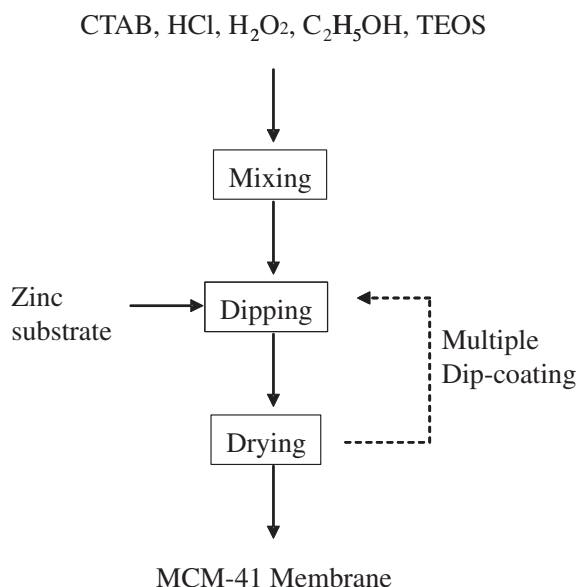 CTAB, HCl, H₂O₂, C₂H₅OH, TEOS
Mixing
Zinc
substrate
Dipping
Multiple
Dip-coating
Drying
MCM-41 Membrane